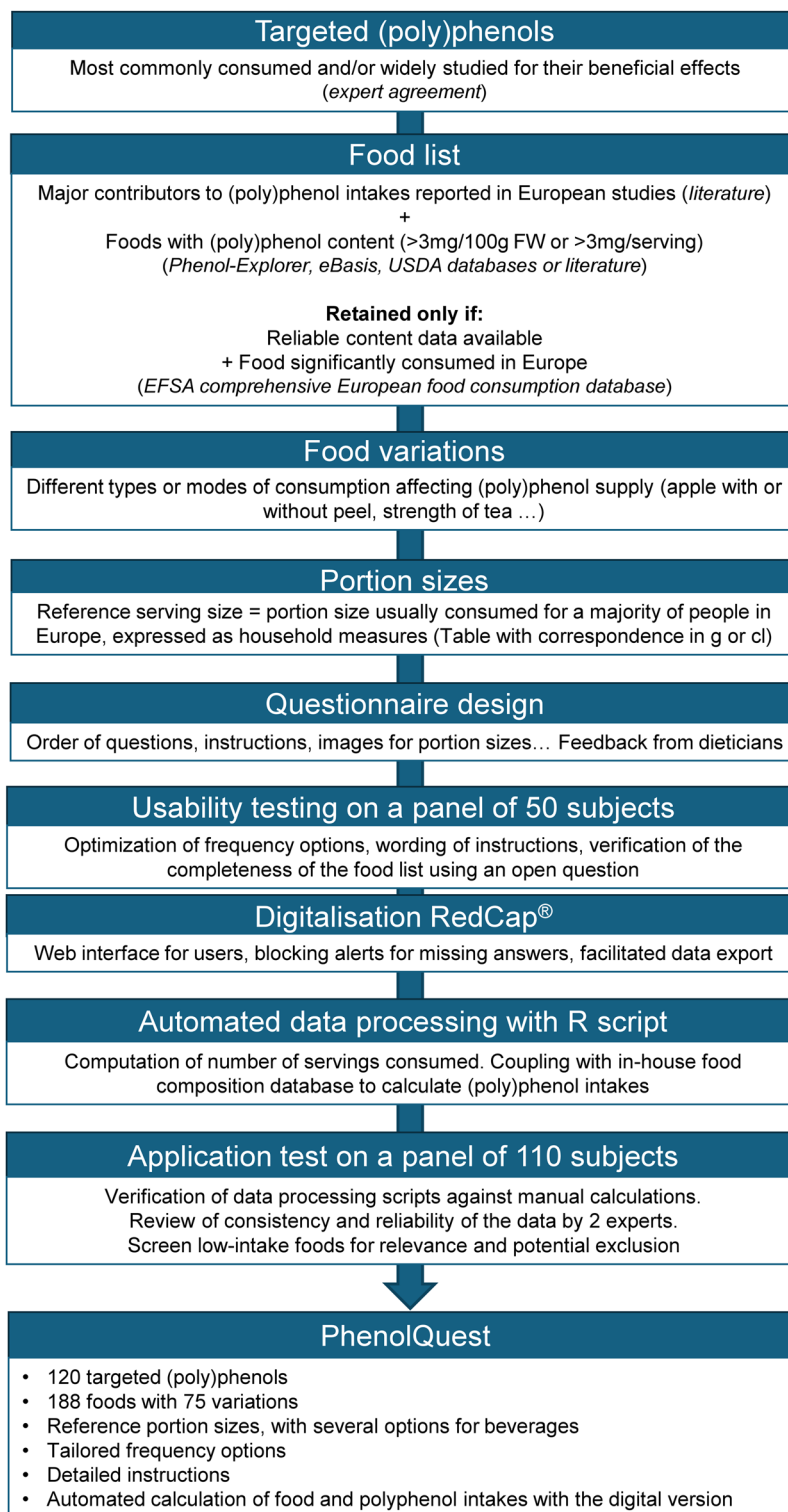 Targeted (poly)phenols
Most commonly consumed and/or widely studied for their beneficial effects
(expert agreement)
Food list
Major contributors to (poly)phenol intakes reported in European studies (literature)
+
Foods with (poly)phenol content (>3mg/100g FW or >3mg/serving)
(Phenol-Explorer, eBasis, USDA databases or literature)
Retained only if:
Reliable content data available
+ Food significantly consumed in Europe
(EFSA comprehensive European food consumption database)
Food variations
Different types or modes of consumption affecting (poly)phenol supply (apple with or
without peel, strength of tea …)
Portion sizes
Reference serving size = portion size usually consumed for a majority of people in
Europe, expressed as household measures (Table with correspondence in g or cl)
Questionnaire design
Order of questions, instructions, images for portion sizes… Feedback from dieticians
Usability testing on a panel of 50 subjects
Optimization of frequency options, wording of instructions, verification of the
completeness of the food list using an open question
Digitalisation RedCap®
Web interface for users, blocking alerts for missing answers, facilitated data export
Automated data processing with R script
Computation of number of servings consumed. Coupling with in-house food
composition database to calculate (poly)phenol intakes
Application test on a panel of 110 subjects
Verification of data processing scripts against manual calculations.
Review of consistency and reliability of the data by 2 experts.
Screen low-intake foods for relevance and potential exclusion
PhenolQuest
• 120 targeted (poly)phenols
• 188 foods with 75 variations
• Reference portion sizes, with several options for beverages
• Tailored frequency options
• Detailed instructions
• Automated calculation of food and polyphenol intakes with the digital version